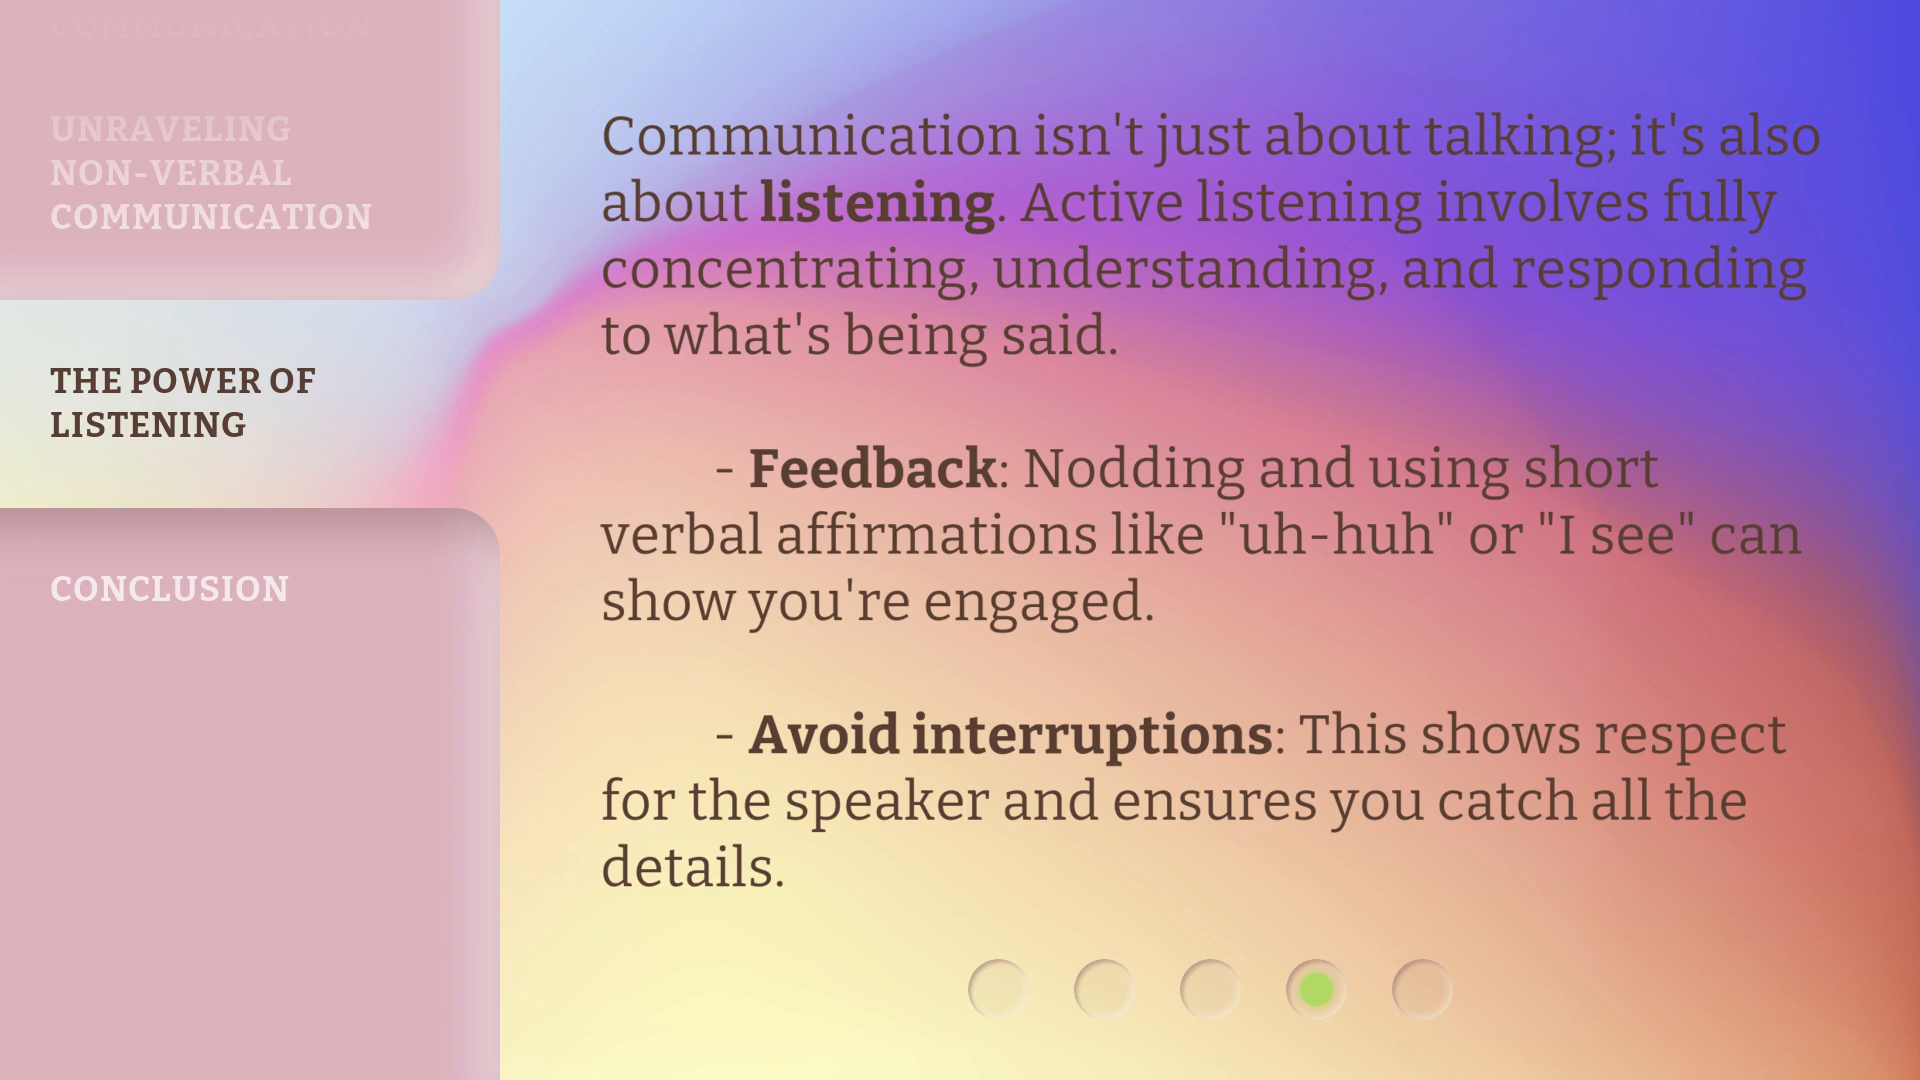 COMMUNICATION
UNRAVELING
NON-VERBAL
COMMUNICATION
THE POWER OF
LISTENING
CONCLUSION
Communication isn't just about talking; it's also
about listening. Active listening involves fully
concentrating, understanding, and responding
to what's being said.
- Feedback: Nodding and using short
verbal affirmations like "uh-huh" or "I see" can
show you're engaged.
- Avoid interruptions: This shows respect
for the speaker and ensures you catch all the
details.